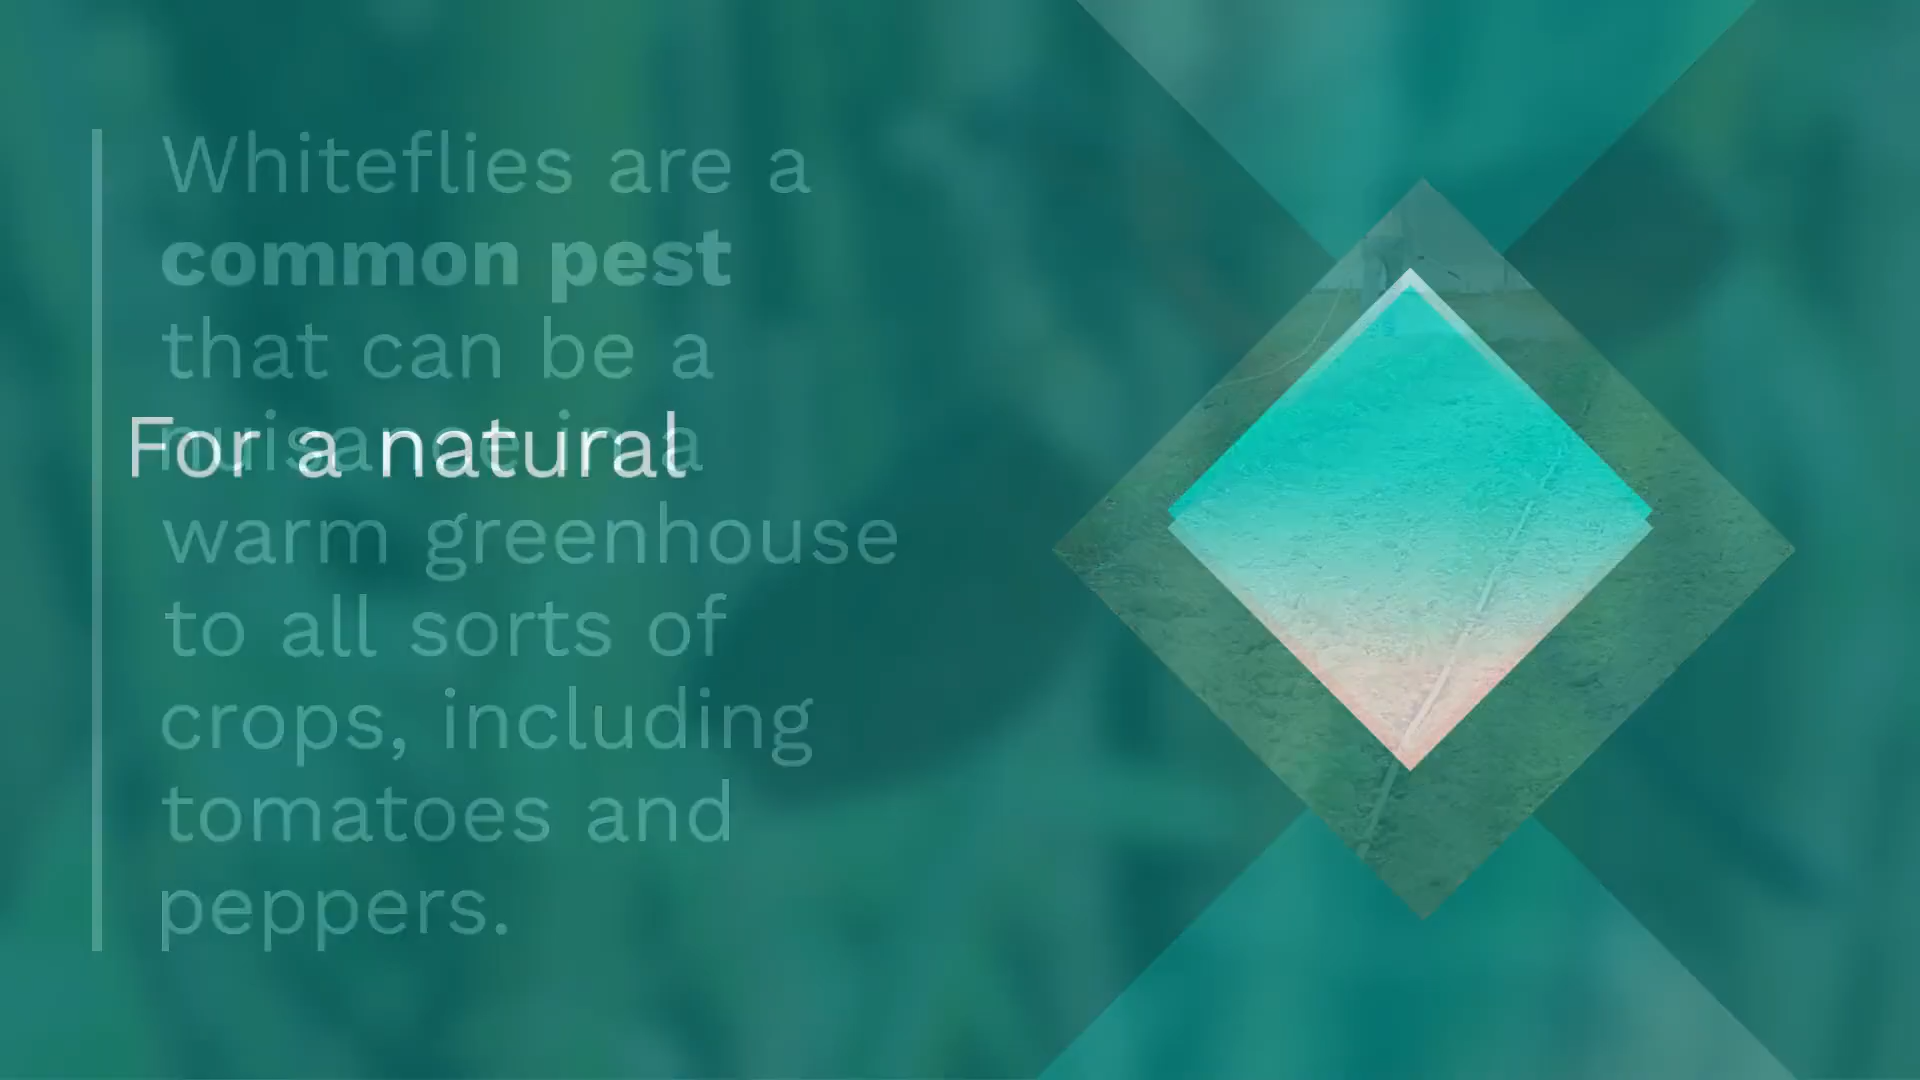 Whiteflies are a
common pest
that can be a
For a natural
warm greenhouse
to all sorts of
crops, including
tomatoes and
peppers.